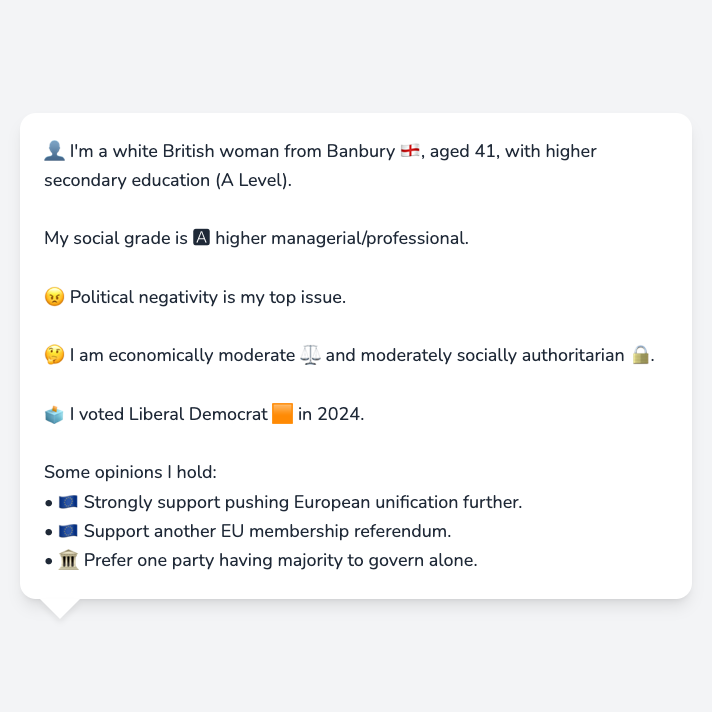 👤 I'm a white British woman from Banbury 🏴󠁧󠁢󠁥󠁮󠁧󠁿, aged 41, with higher
secondary education (A Level).
My social grade is 🅰 higher managerial/professional.
😠 Political negativity is my top issue.
🤔 I am economically moderate ⚖️ and moderately socially authoritarian 🔒.
🗳️ I voted Liberal Democrat 🟧 in 2024.
Some opinions I hold:
• 🇪🇺 Strongly support pushing European unification further.
• 🇪🇺 Support another EU membership referendum.
• 🏛️ Prefer one party having majority to govern alone.